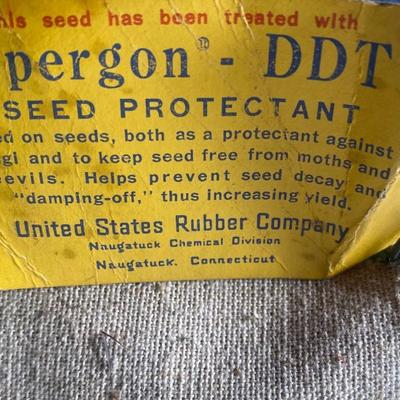 his seed has been treated with
pergon® - DDT
SEED PROTECTANT
ed on seeds, both as a protectant against
gi and to keep seed free from moths and
eevils. Helps prevent seed decay and
"damping-off," thus increasing yield.
United States Rubber Company
Naugatuck Chemical Division
Naugatuck, Connecticut